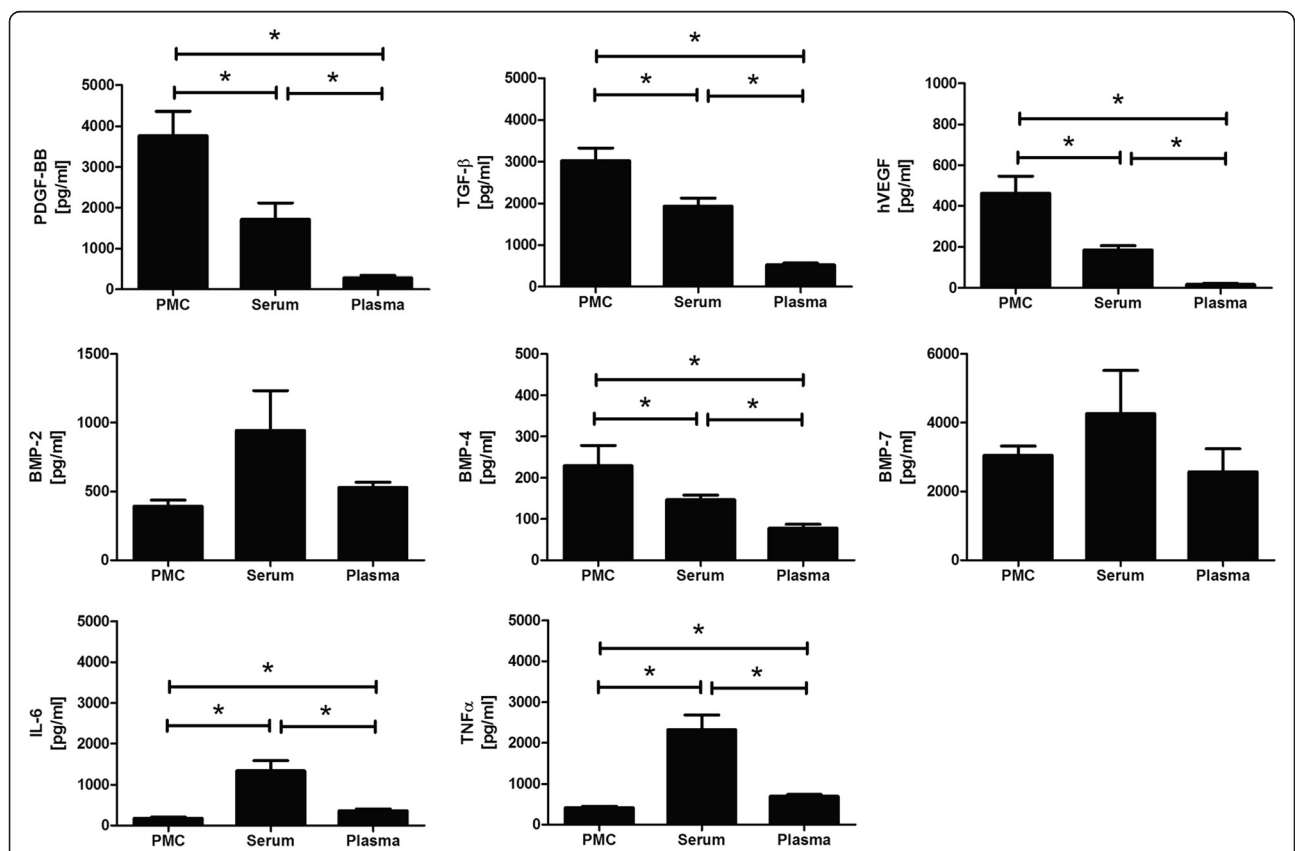 *
* *
PDGF-BB
[pg/ml]
5000
4000
3000
2000
1000
0
PMC Serum Plasma
*
* *
TGF-β
[pg/ml]
5000
4000
3000
2000
1000
0
PMC Serum Plasma
*
* *
hVEGF
[pg/ml]
1000
800
600
400
200
0
PMC Serum Plasma
BMP-2
[pg/ml]
1500
1000
500
0
PMC Serum Plasma
*
* *
BMP-4
[pg/ml]
500
400
300
200
100
0
PMC Serum Plasma
BMP-7
[pg/ml]
6000
4000
2000
0
PMC Serum Plasma
*
* *
IL-6
[pg/ml]
5000
4000
3000
2000
1000
0
PMC Serum Plasma
*
* *
TNFα
[pg/ml]
5000
4000
3000
2000
1000
0
PMC Serum Plasma